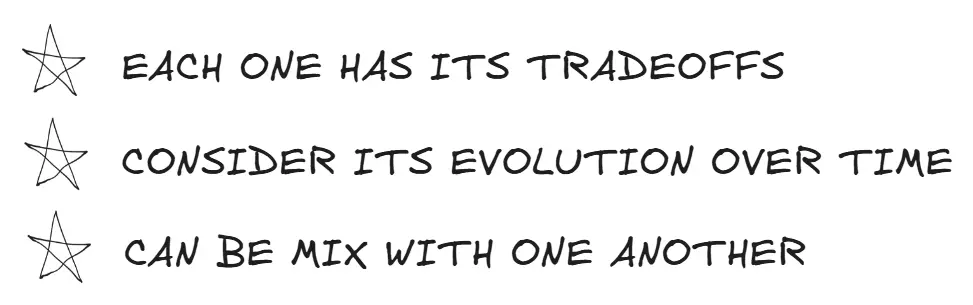 EACH ONE HAS ITS TRADEOFFS
CONSIDER ITS EVOLUTION OVER TIME
CAN BE MIX WITH ONE ANOTHER